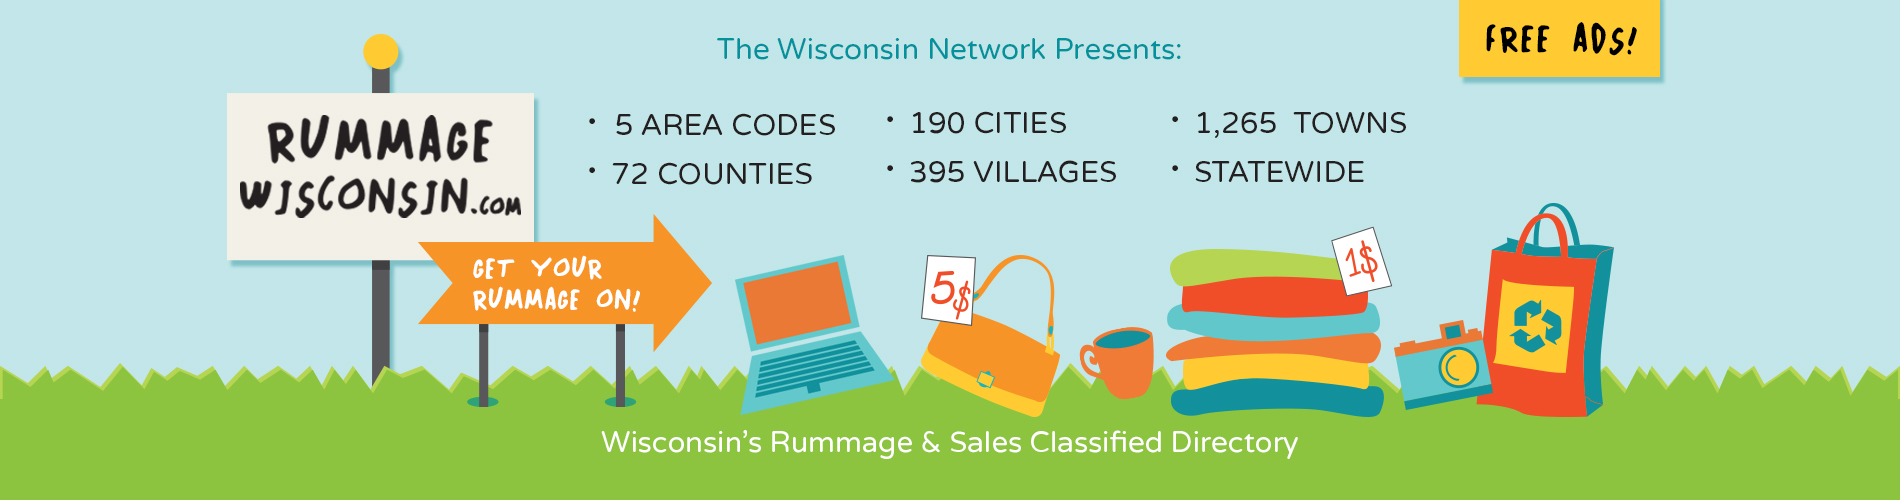 The Wisconsin Network Presents:
FREE ADS!
RUMMAGE
WISCONSIN.COM
• 5 AREA CODES
• 190 CITIES
• 1,265 TOWNS
• 72 COUNTIES
• 395 VILLAGES
• STATEWIDE
GET YOUR
RUMMAGE ON!
5$
1$
Wisconsin's Rummage & Sales Classified Directory